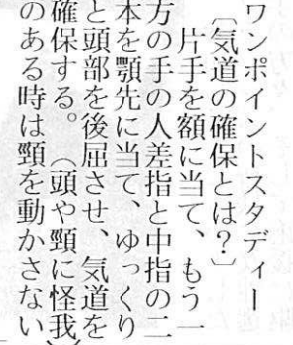 ワンポイントスタディー
〔気道の確保とは?〕
片手を額に当て、もう一
方の手の人差指と中指の二
本を顎先に当て、ゆっくり
と頭部を後屈させ、気道を
確保する。(頭や頸に怪我
のある時は頸を動かさない